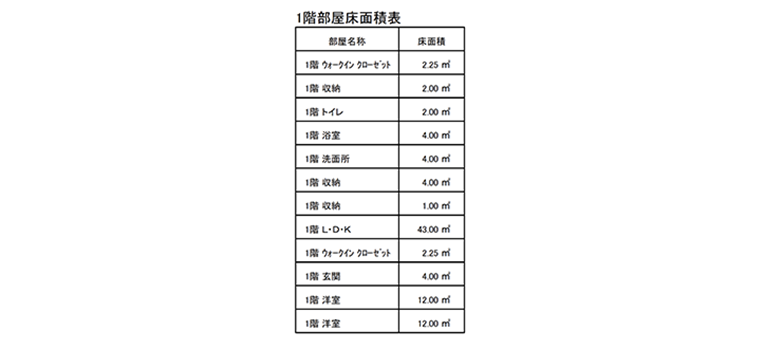 1階部屋床面積表
部屋名称 床面積
1階 ｳｫｰｸｲﾝ ｸﾛｰｾﾞｯﾄ 2.25 ㎡
1階 収納 2.00 ㎡
1階 トイレ 2.00 ㎡
1階 浴室 4.00 ㎡
1階 洗面所 4.00 ㎡
1階 収納 4.00 ㎡
1階 収納 1.00 ㎡
1階 Ｌ・Ｄ・Ｋ 43.00 ㎡
1階 ｳｫｰｸｲﾝ ｸﾛｰｾﾞｯﾄ 2.25 ㎡
1階 玄関 4.00 ㎡
1階 洋室 12.00 ㎡
1階 洋室 12.00 ㎡